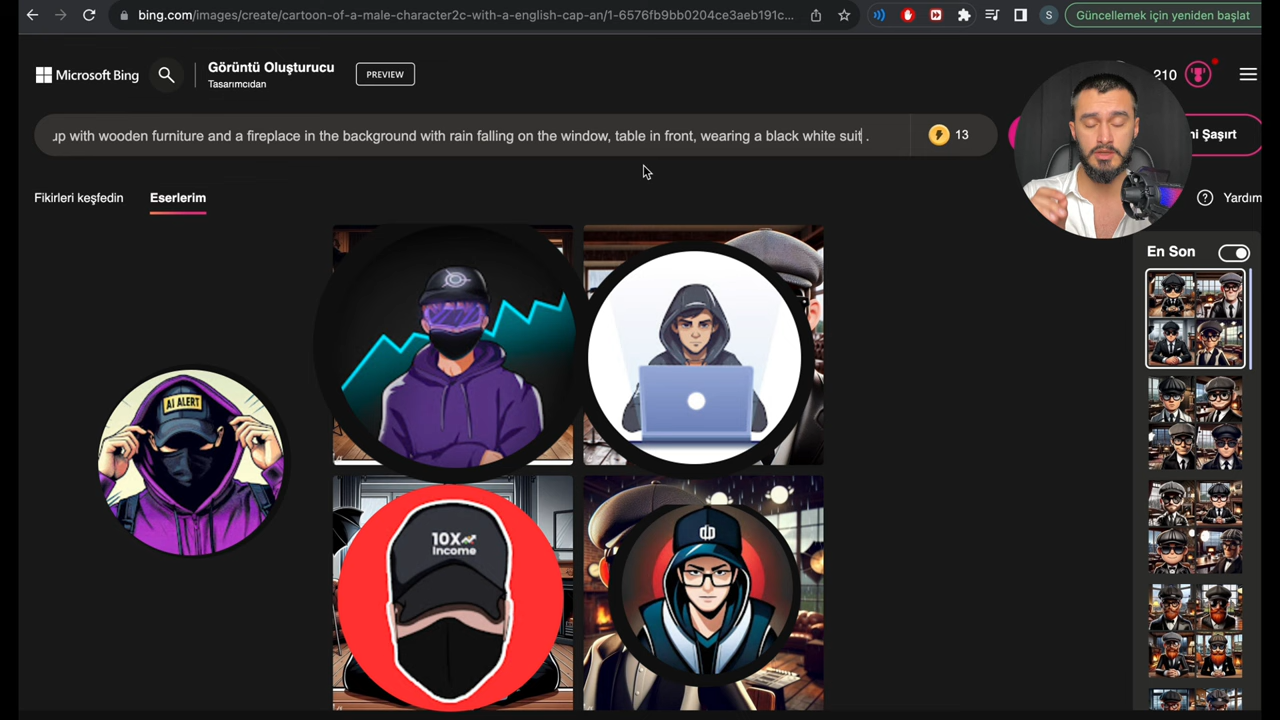 bing.com/images/create/cartoon-of-a-male-character2c-with-a-english-cap-an/1-6576fb9bb0204ce3aeb191c...
S
Güncellemek için yeniden başlat
Microsoft Bing
Görüntü Oluşturucu
Tasarımcıdan
PREVIEW
210
up with wooden furniture and a fireplace in the background with rain falling on the window, table in front, wearing a black white suit .
13
ni Şaşırt
Fikirleri keşfedin
Eserlerim
Yardım
En Son
AI ALERT
10X
Income